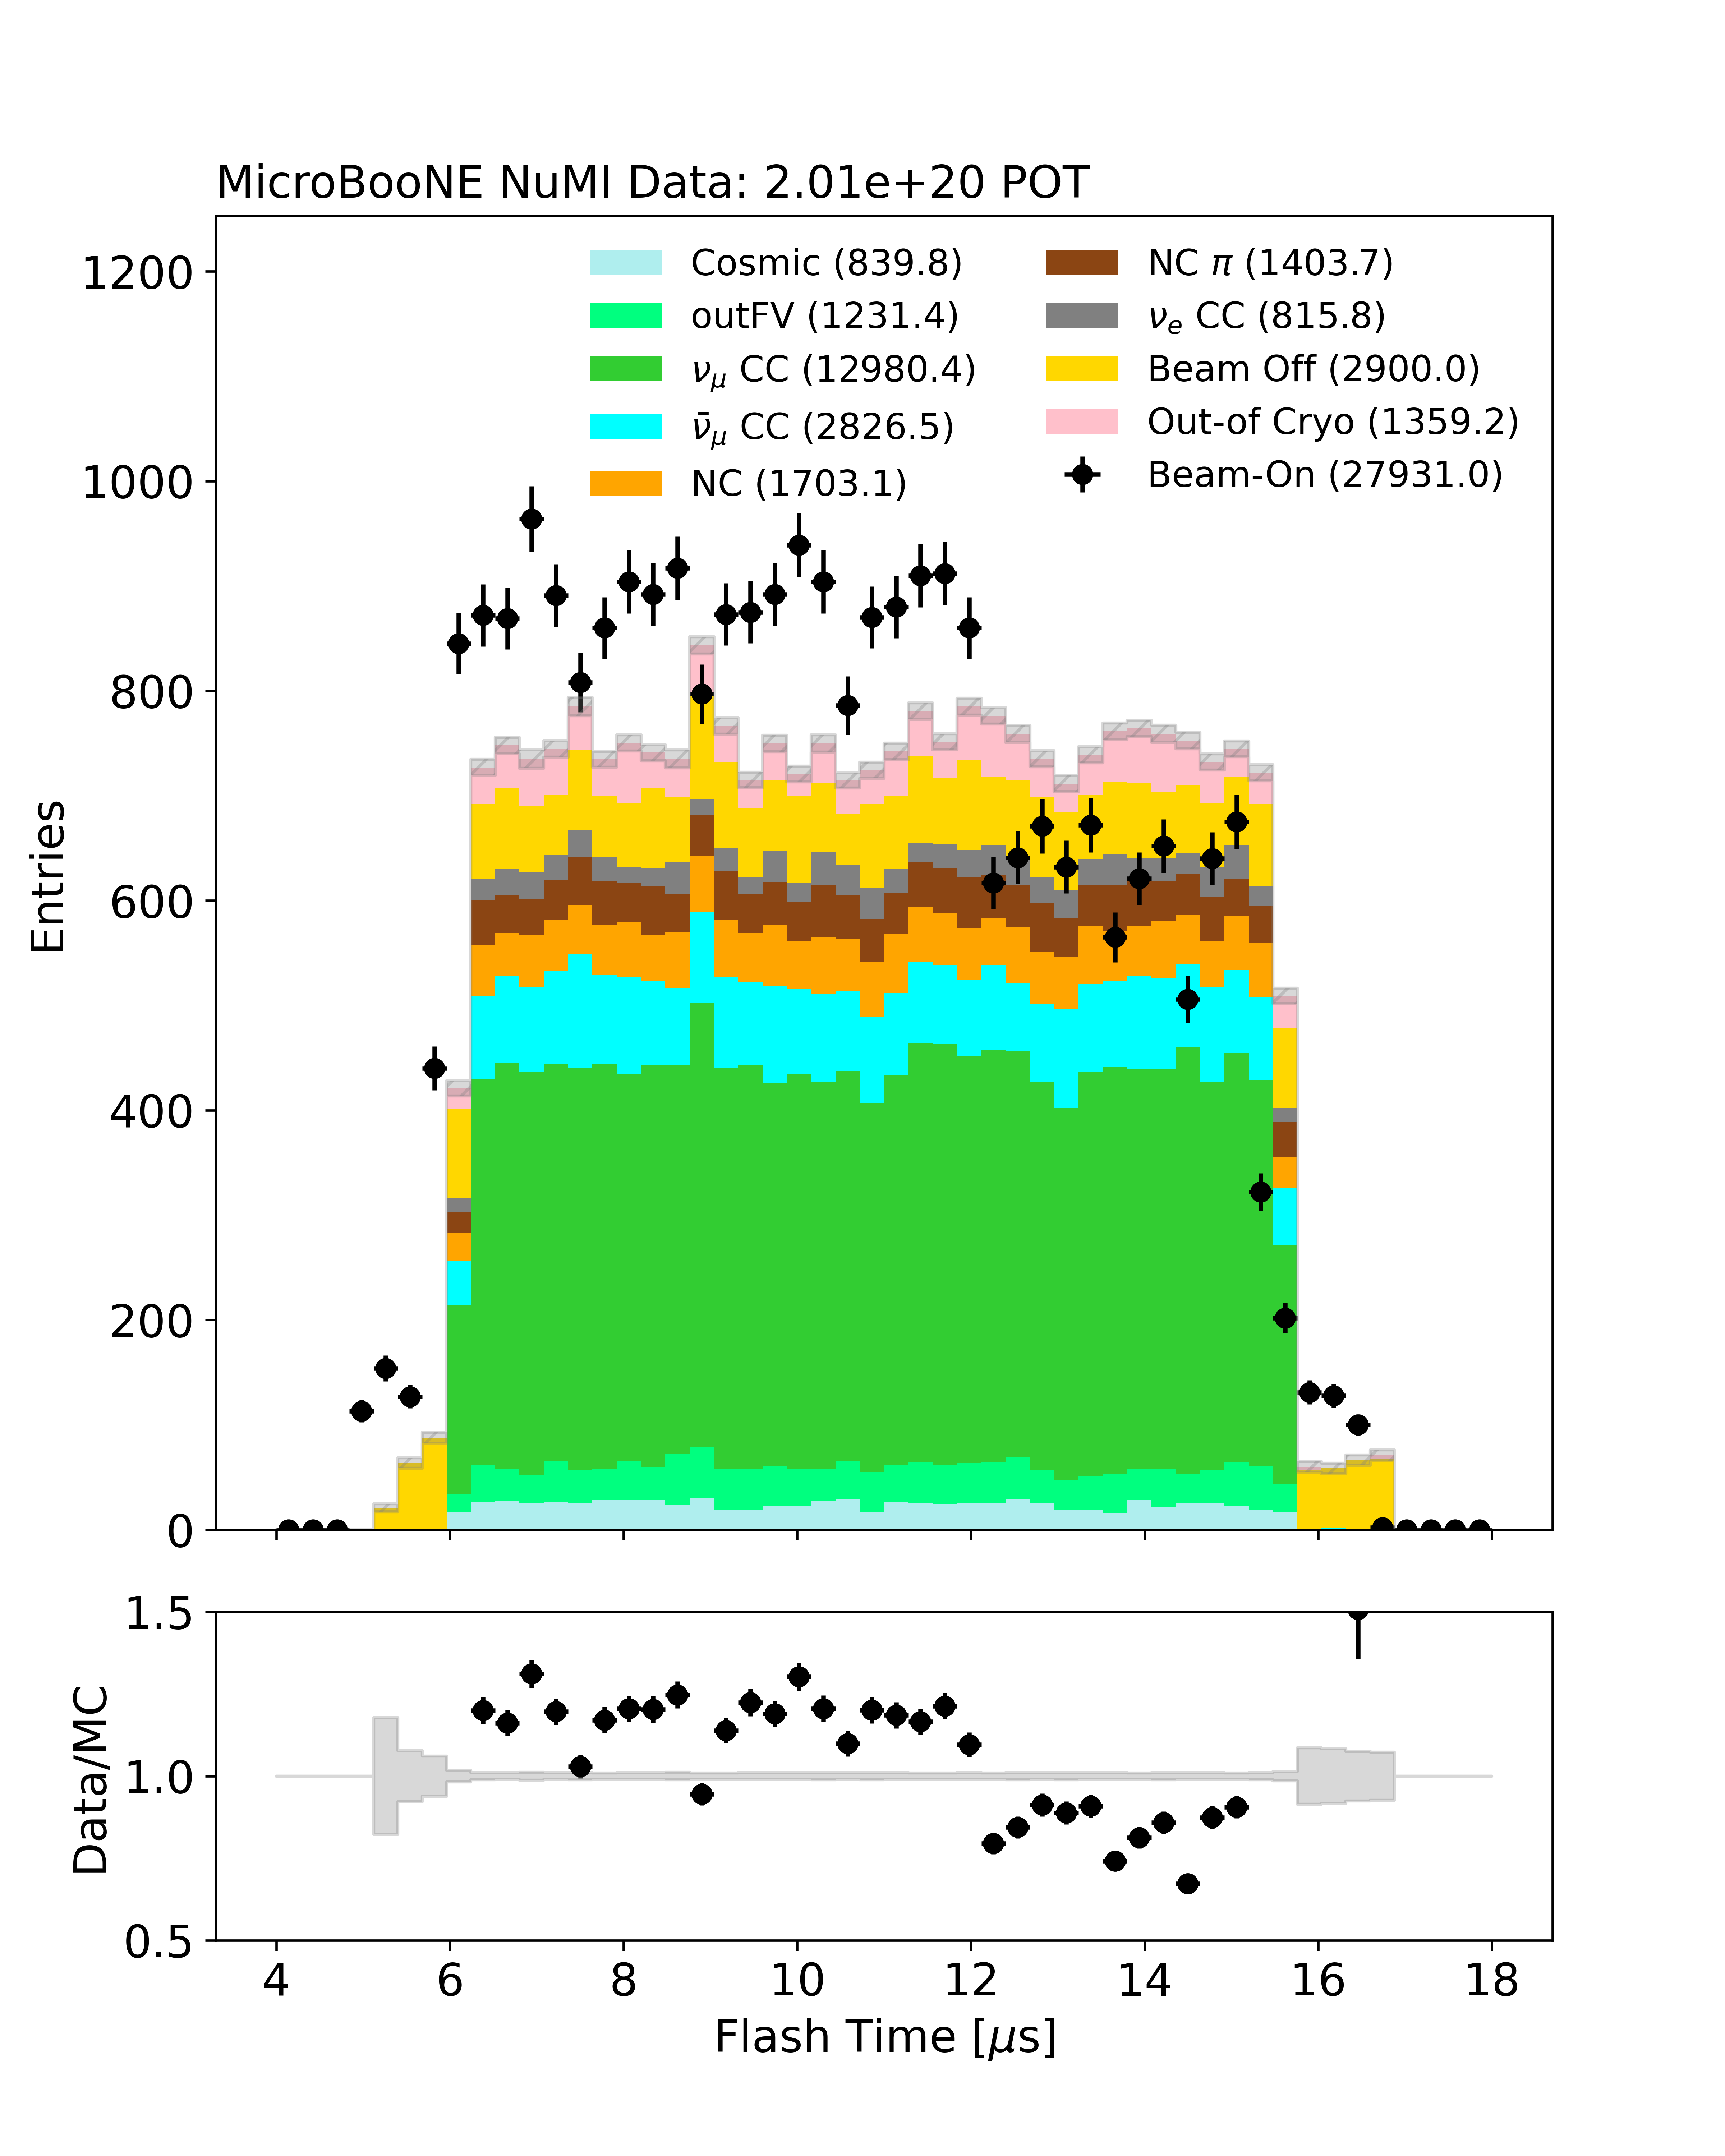 MicroBooNE NuMI Data: 2.01e+20 POT
Cosmic (839.8)
outFV (1231.4)
νμ CC (12980.4)
ν̄μ CC (2826.5)
NC (1703.1)
NC π (1403.7)
νe CC (815.8)
Beam Off (2900.0)
Out-of Cryo (1359.2)
Beam-On (27931.0)
Entries
1200
1000
800
600
400
200
0
Data/MC
1.5
1.0
0.5
4 6 8 10 12 14 16 18
Flash Time [μs]